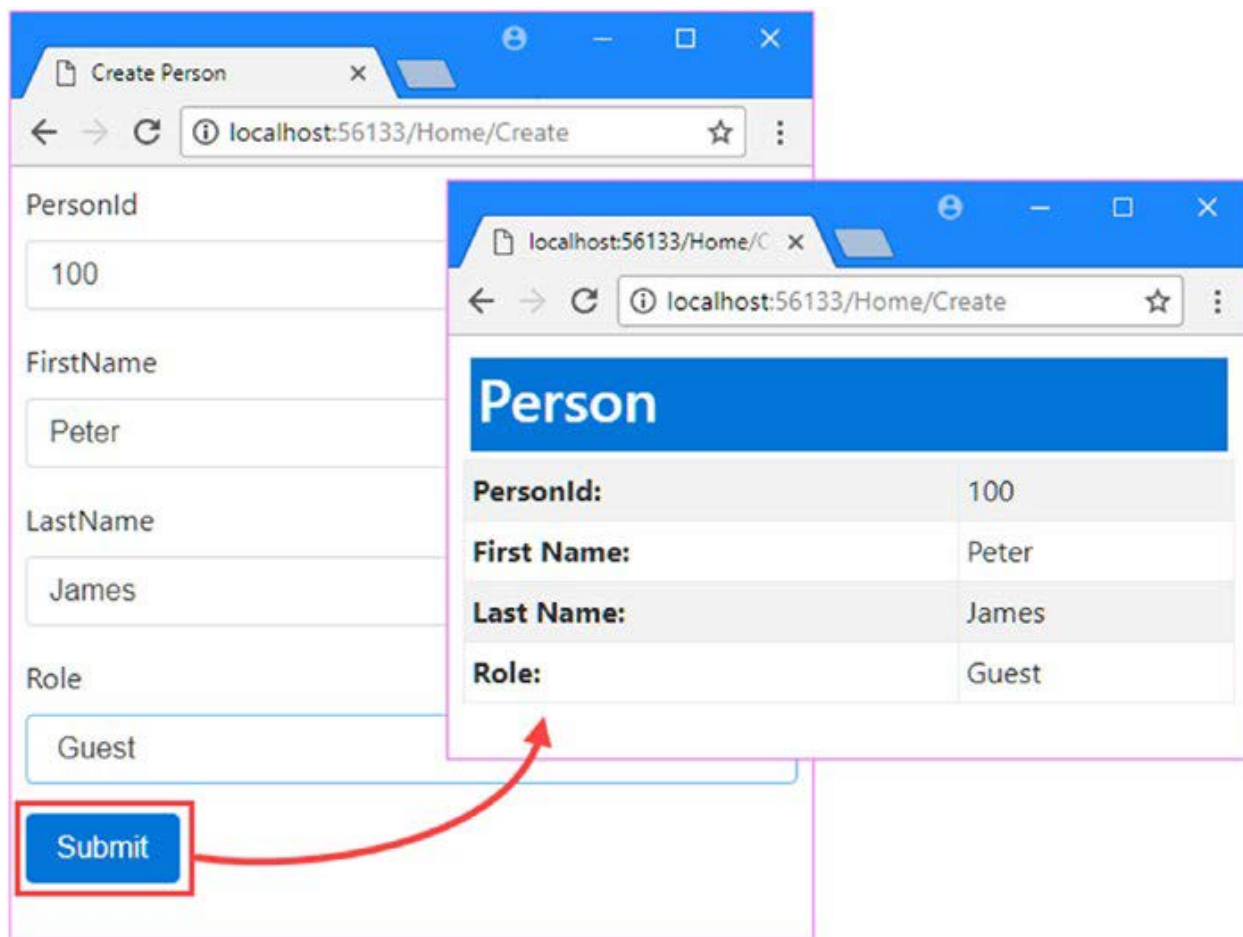 Create Person
localhost:56133/Home/Create
PersonId
100
FirstName
Peter
LastName
James
Role
Guest
Submit
localhost:56133/Home/C
localhost:56133/Home/Create
Person
PersonId: 100
First Name: Peter
Last Name: James
Role: Guest